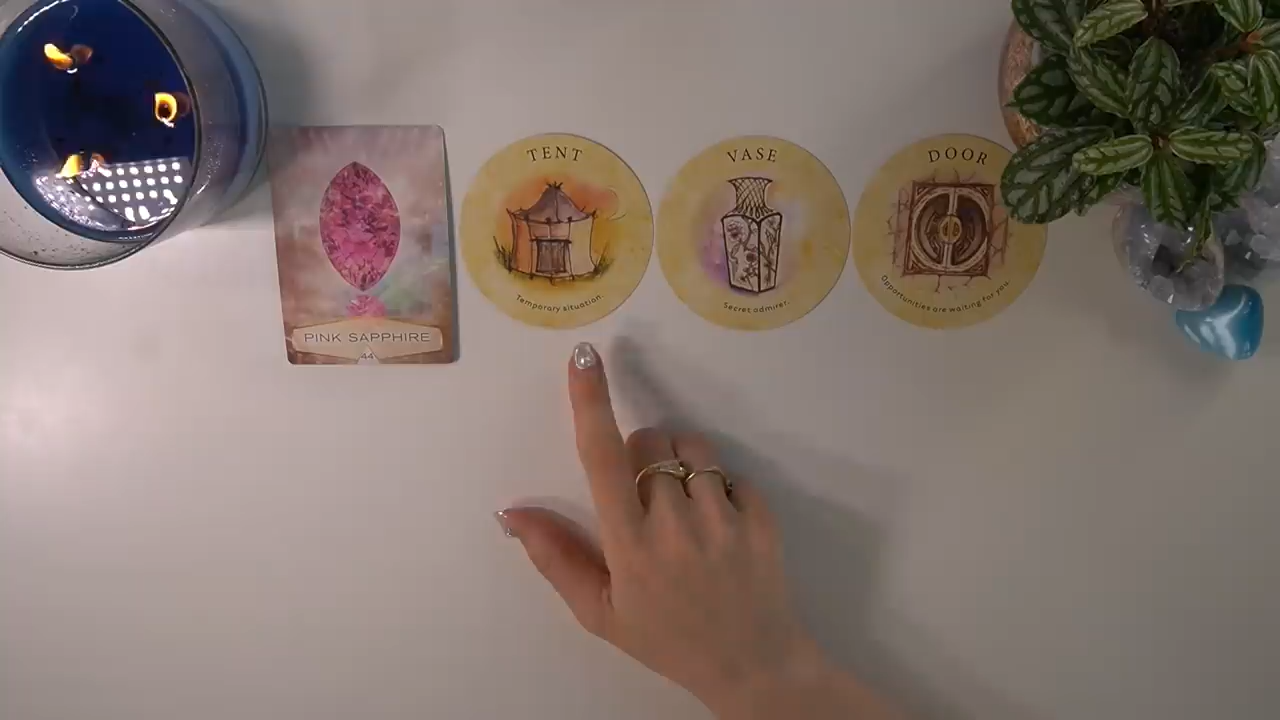 PINK SAPPHIRE
44
TENT
Temporary situation.
VASE
Secret admirer.
DOOR
Opportunities are waiting for you.